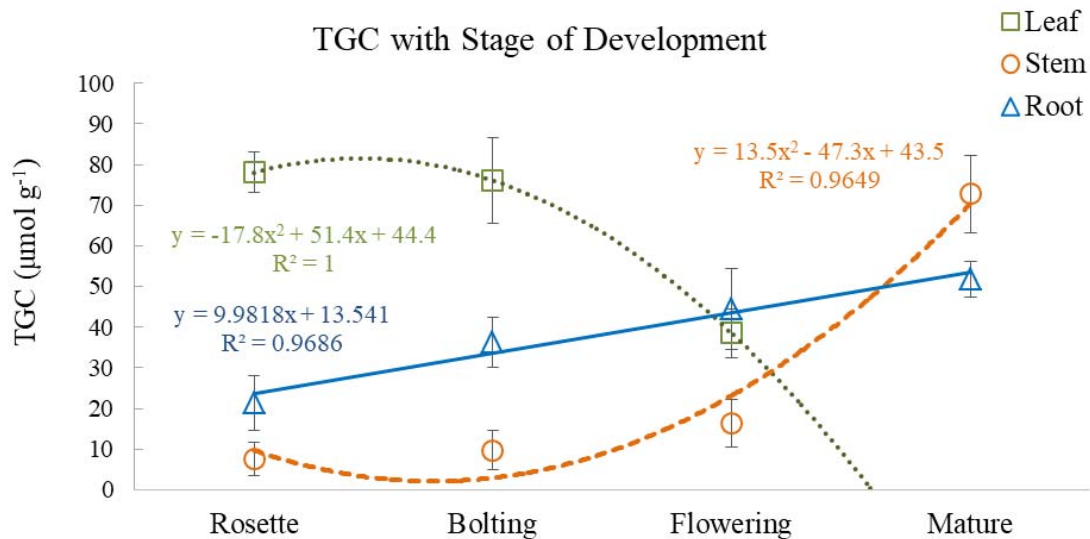 TGC with Stage of Development
Leaf
Stem
Root
100
90
80
70
60
50
40
30
20
10
0
TGC (µmol g⁻¹)
y = 13.5x² - 47.3x + 43.5
R² = 0.9649
y = -17.8x² + 51.4x + 44.4
R² = 1
y = 9.9818x + 13.541
R² = 0.9686
Rosette
Bolting
Flowering
Mature